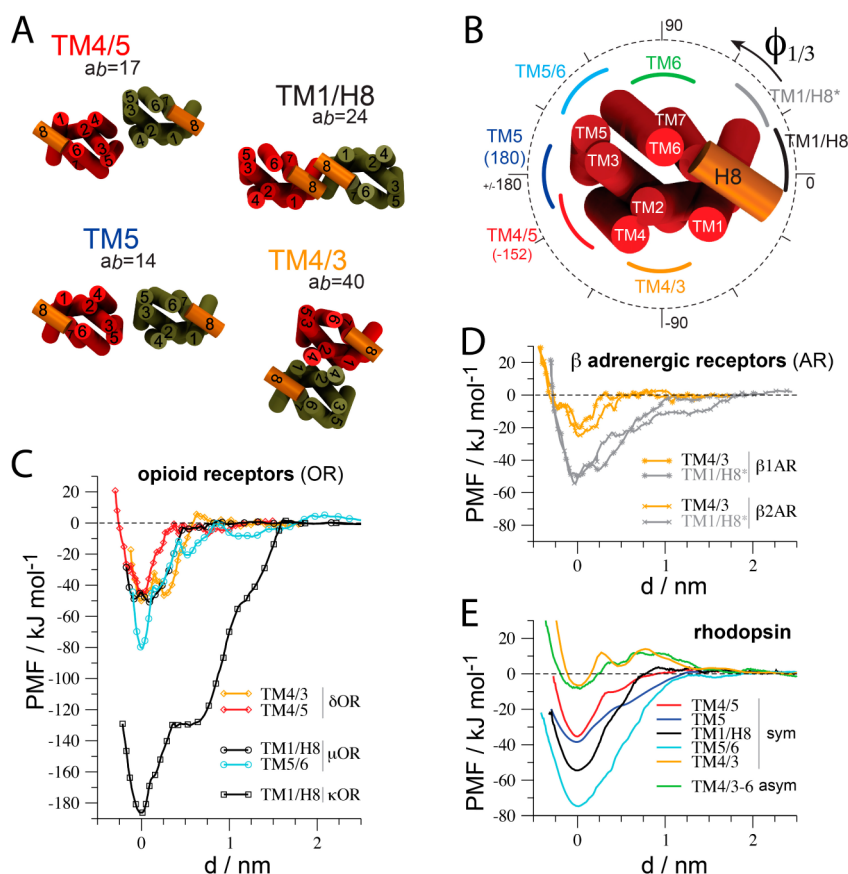 A
TM4/5
ab=17
TM1/H8
ab=24
TM5
ab=14
TM4/3
ab=40
B
90
ϕ1/3
TM6
TM5/6
TM1/H8*
TM7
TM5
TM6
TM1/H8
TM5
(180)
TM3
H8
+/-180
0
TM2
TM4/5
(-152)
TM4
TM1
TM4/3
-90
C
opioid receptors (OR)
PMF / kJ mol-1
20
0
-20
-40
-60
-80
-100
-120
-140
-160
-180
TM4/3
TM4/5
δOR
TM1/H8
TM5/6
μOR
TM1/H8
κOR
0
1
2
d / nm
D
β adrenergic receptors (AR)
PMF / kJ mol-1
20
0
-20
-40
-60
-80
TM4/3
TM1/H8*
β1AR
TM4/3
TM1/H8*
β2AR
0
1
2
d / nm
E
rhodopsin
PMF / kJ mol-1
20
0
-20
-40
-60
-80
TM4/5
TM5
TM1/H8
TM5/6
TM4/3
sym
TM4/3-6
asym
0
1
2
d / nm